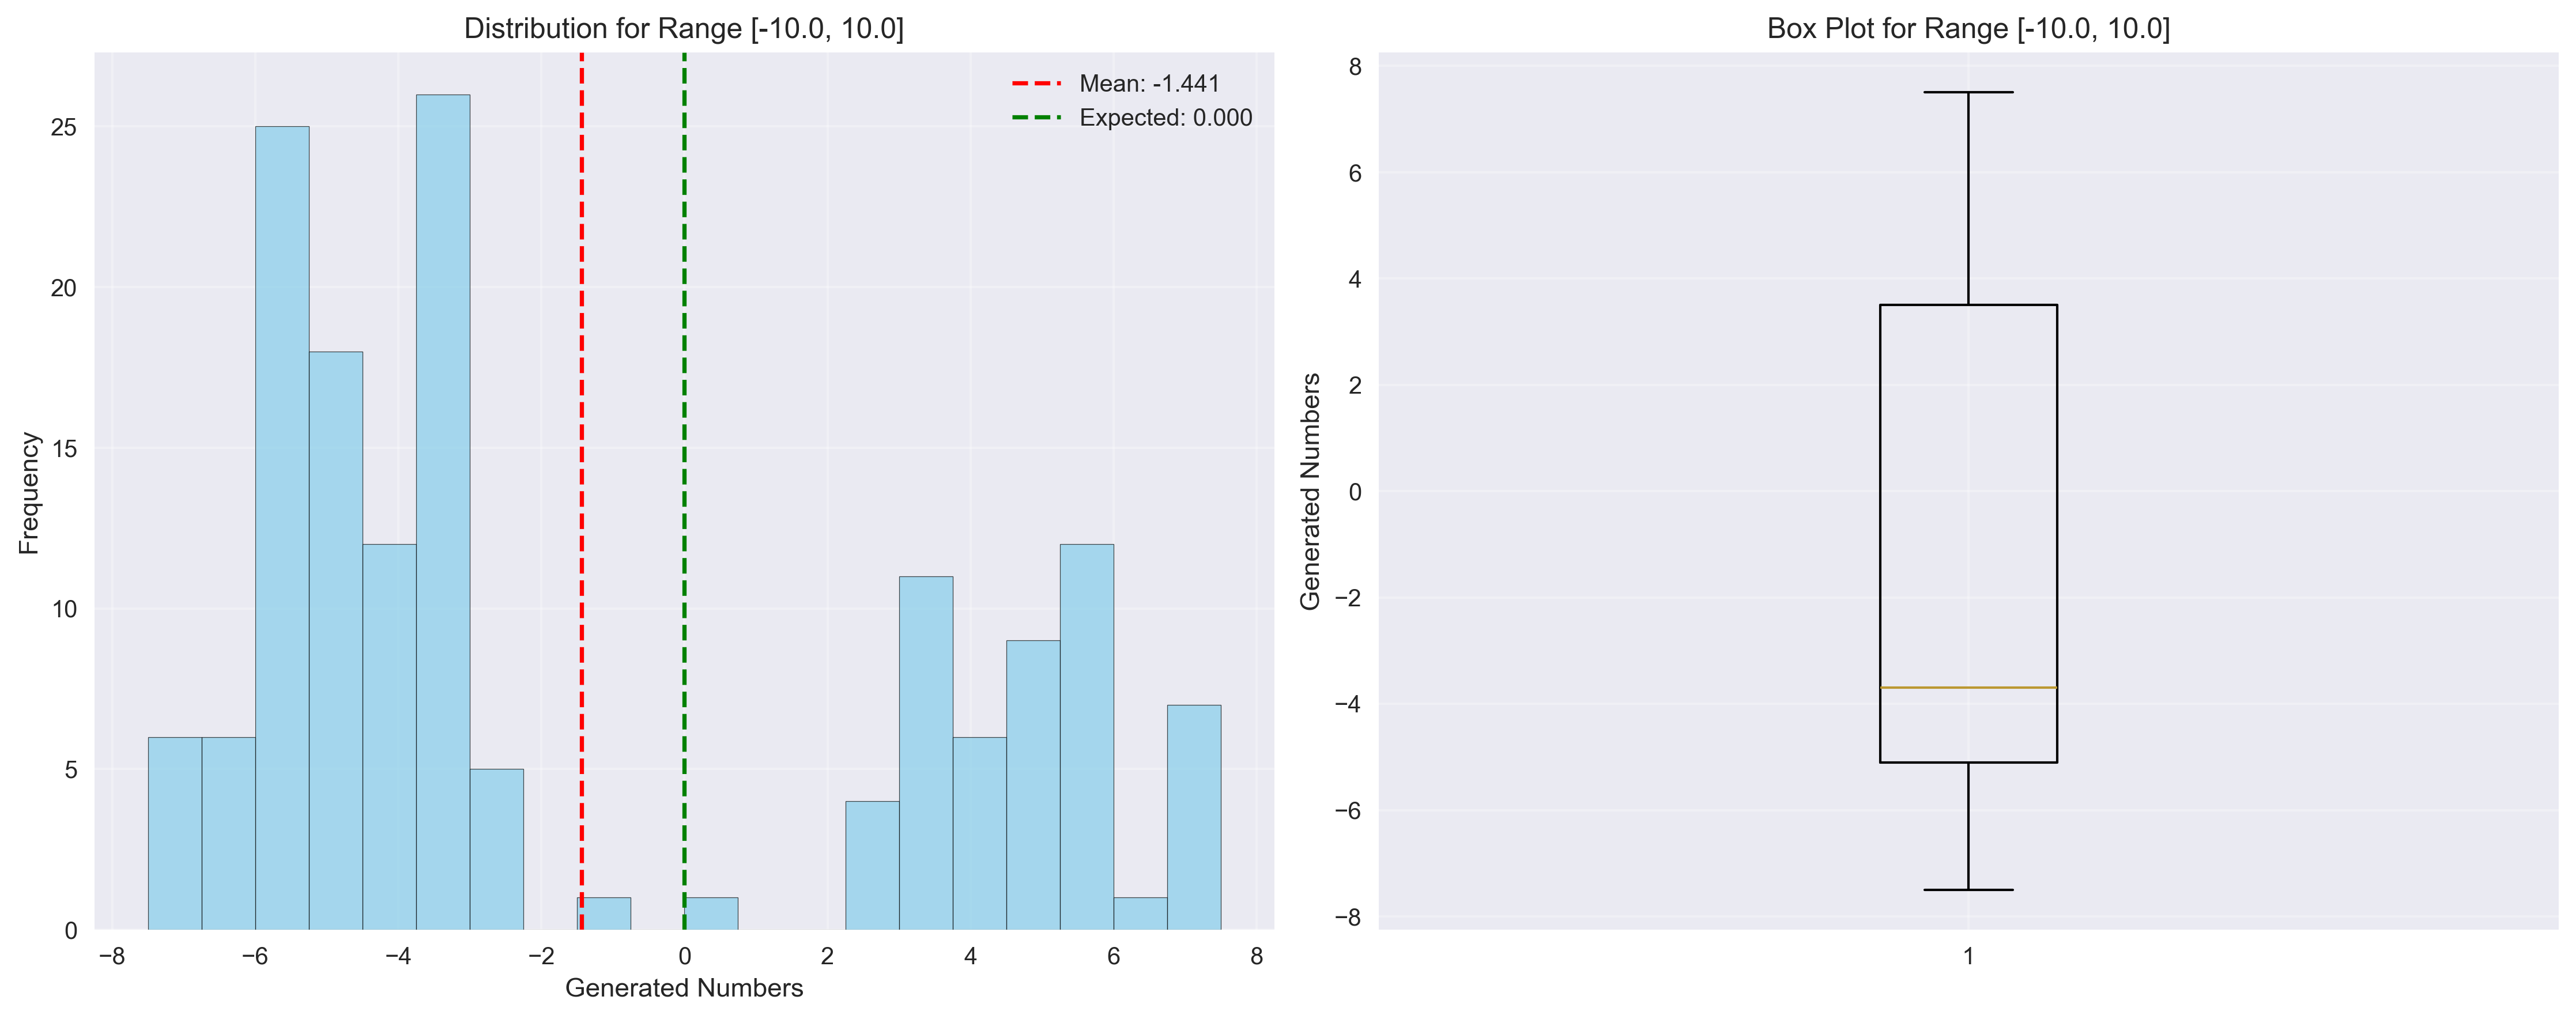 Distribution for Range [-10.0, 10.0]
Mean: -1.441
Expected: 0.000
25
20
15
10
5
0
Frequency
−8 −6 −4 −2 0 2 4 6 8
Generated Numbers
Box Plot for Range [-10.0, 10.0]
8
6
4
2
0
−2
−4
−6
−8
Generated Numbers
1